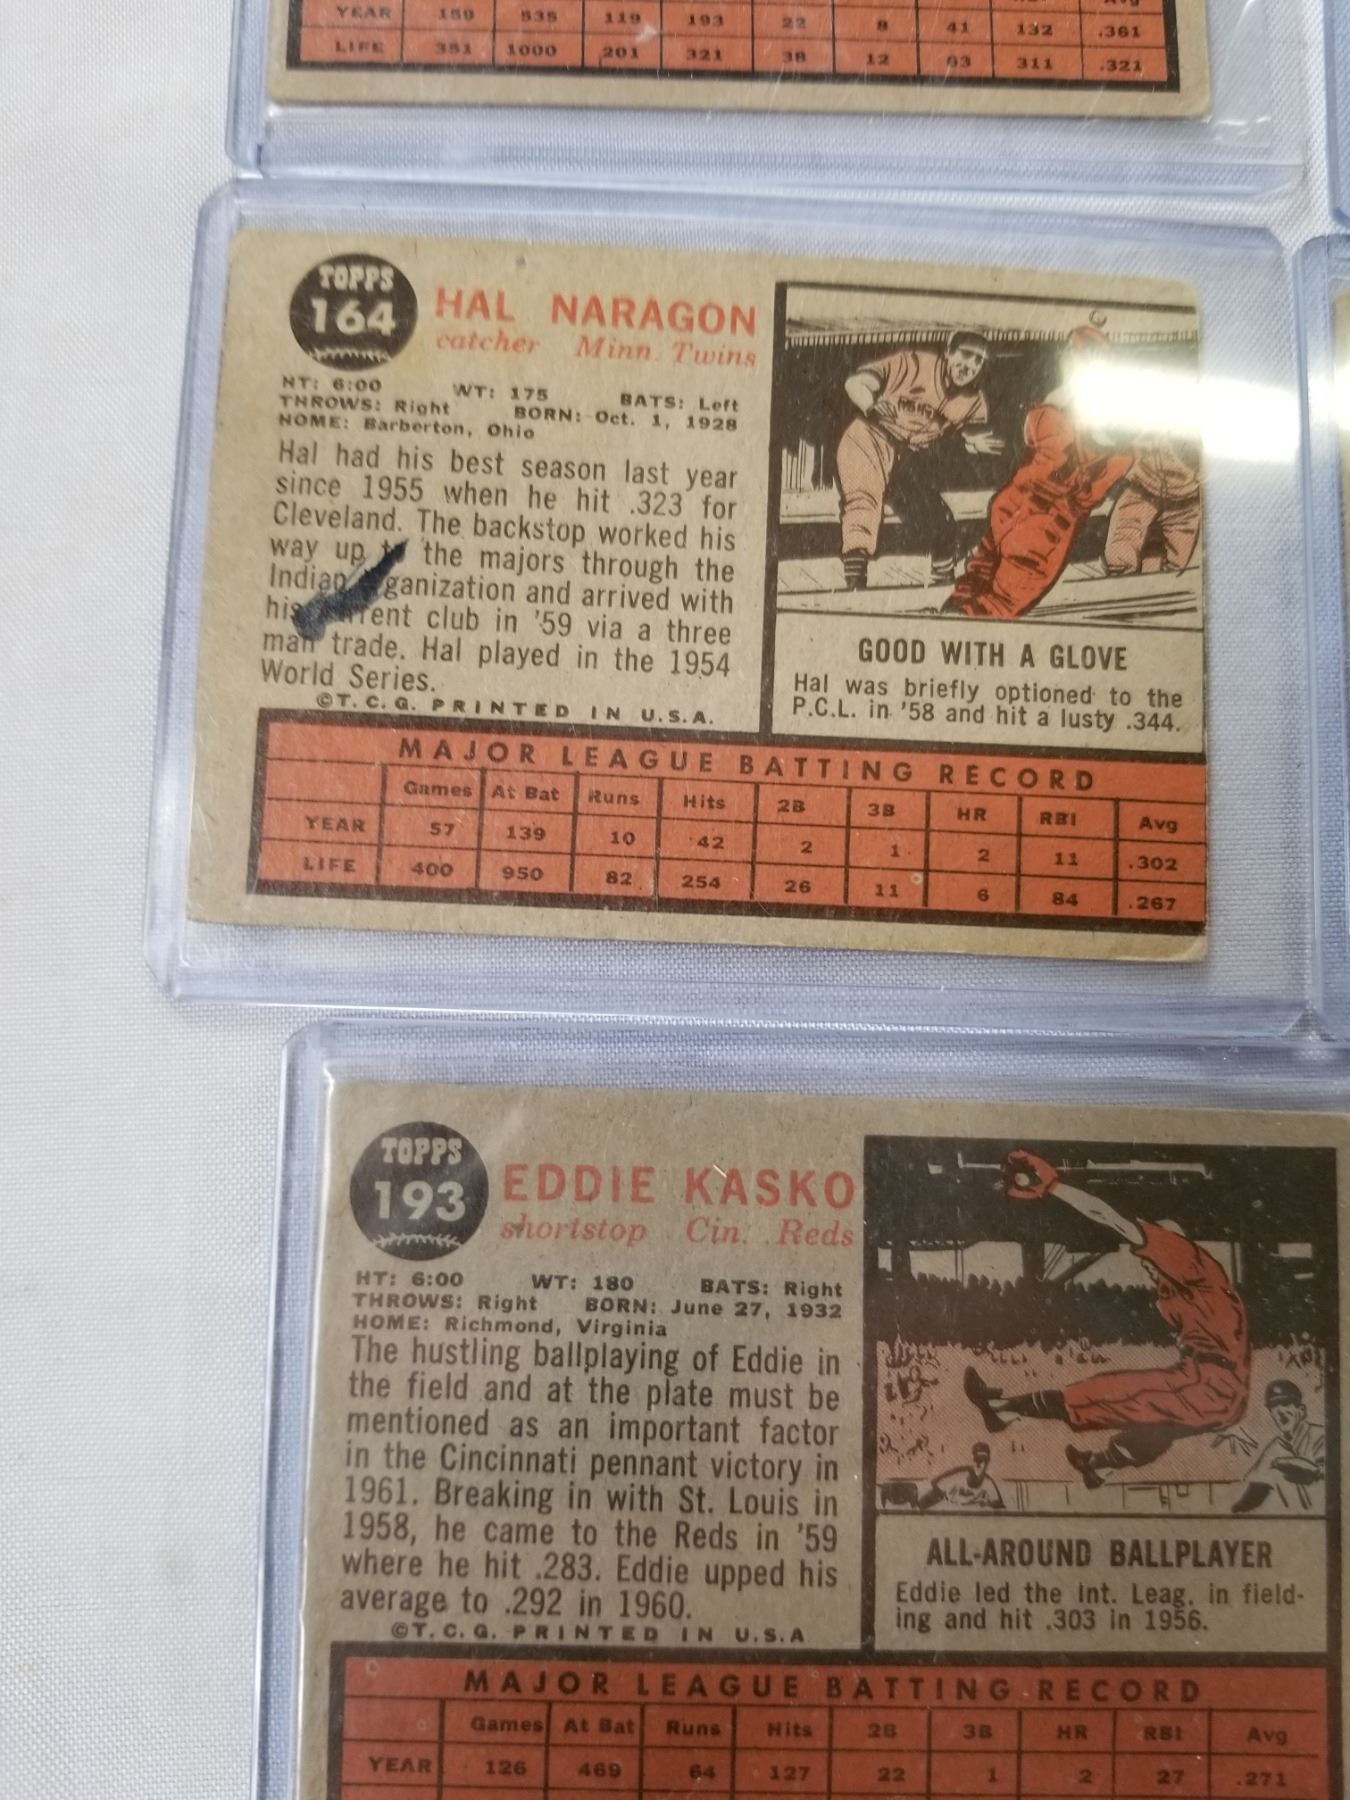 YEAR 159 535 119 193 22 8 41 132 .361
LIFE 351 1000 201 321 38 12 63 311 .321
TOPPS
164
HAL NARAGON
catcher Minn. Twins
HT: 6:00 WT: 175 BATS: Left
THROWS: Right BORN: Oct. 1, 1928
HOME: Barberton, Ohio
Hal had his best season last year
since 1955 when he hit .323 for
Cleveland. The backstop worked his
way up the majors through the
Indian ganization and arrived with
his rent club in '59 via a three
man trade. Hal played in the 1954
World Series.
©T.C.G. PRINTED IN U.S.A.
GOOD WITH A GLOVE
Hal was briefly optioned to the
P.C.L. in '58 and hit a lusty .344.
MAJOR LEAGUE BATTING RECORD
Games At Bat Runs Hits 2B 3B HR RBI Avg
YEAR 57 139 10 42 2 1 2 11 .302
LIFE 400 950 82 254 26 11 6 84 .267
TOPPS
193
EDDIE KASKO
shortstop Cin. Reds
HT: 6:00 WT: 180 BATS: Right
THROWS: Right BORN: June 27, 1932
HOME: Richmond, Virginia
The hustling ballplaying of Eddie in
the field and at the plate must be
mentioned as an important factor
in the Cincinnati pennant victory in
1961. Breaking in with St. Louis in
1958, he came to the Reds in '59
where he hit .283. Eddie upped his
average to .292 in 1960.
©T.C.G. PRINTED IN U.S.A
ALL-AROUND BALLPLAYER
Eddie led the Int. Leag. in field-
ing and hit .303 in 1956.
MAJOR LEAGUE BATTING RECORD
Games At Bat Runs Hits 2B 3B HR RBI Avg
YEAR 126 469 64 127 22 1 2 27 .271